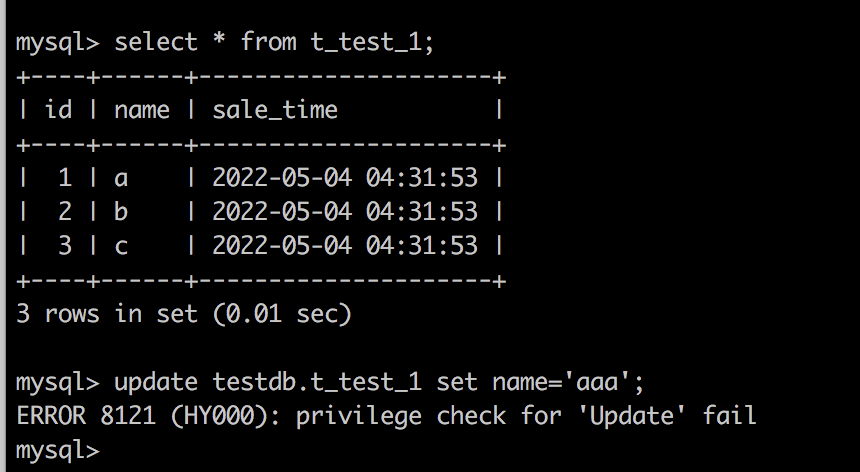 mysql> select * from t_test_1;
+----+------+---------------------+
| id | name | sale_time           |
+----+------+---------------------+
|  1 | a    | 2022-05-04 04:31:53 |
|  2 | b    | 2022-05-04 04:31:53 |
|  3 | c    | 2022-05-04 04:31:53 |
+----+------+---------------------+
3 rows in set (0.01 sec)
mysql> update testdb.t_test_1 set name='aaa';
ERROR 8121 (HY000): privilege check for 'Update' fail
mysql>